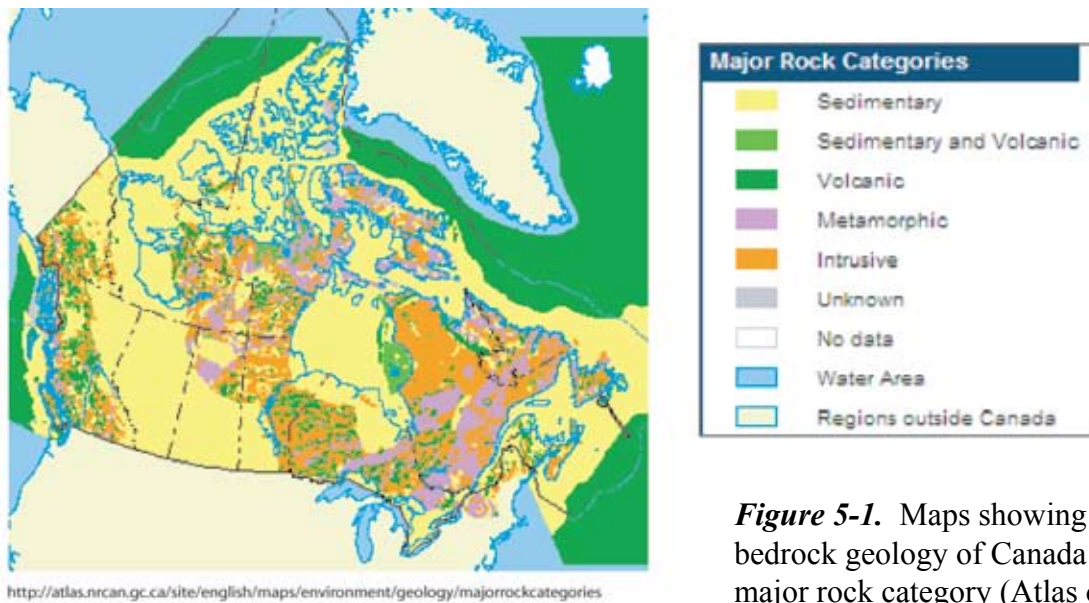 Major Rock Categories
Sedimentary
Sedimentary and Volcanic
Volcanic
Metamorphic
Intrusive
Unknown
No data
Water Area
Regions outside Canada
Figure 5-1. Maps showing
bedrock geology of Canada
major rock category (Atlas
http://atlas.nrcan.gc.ca/site/english/maps/environment/geology/majorrockcategories